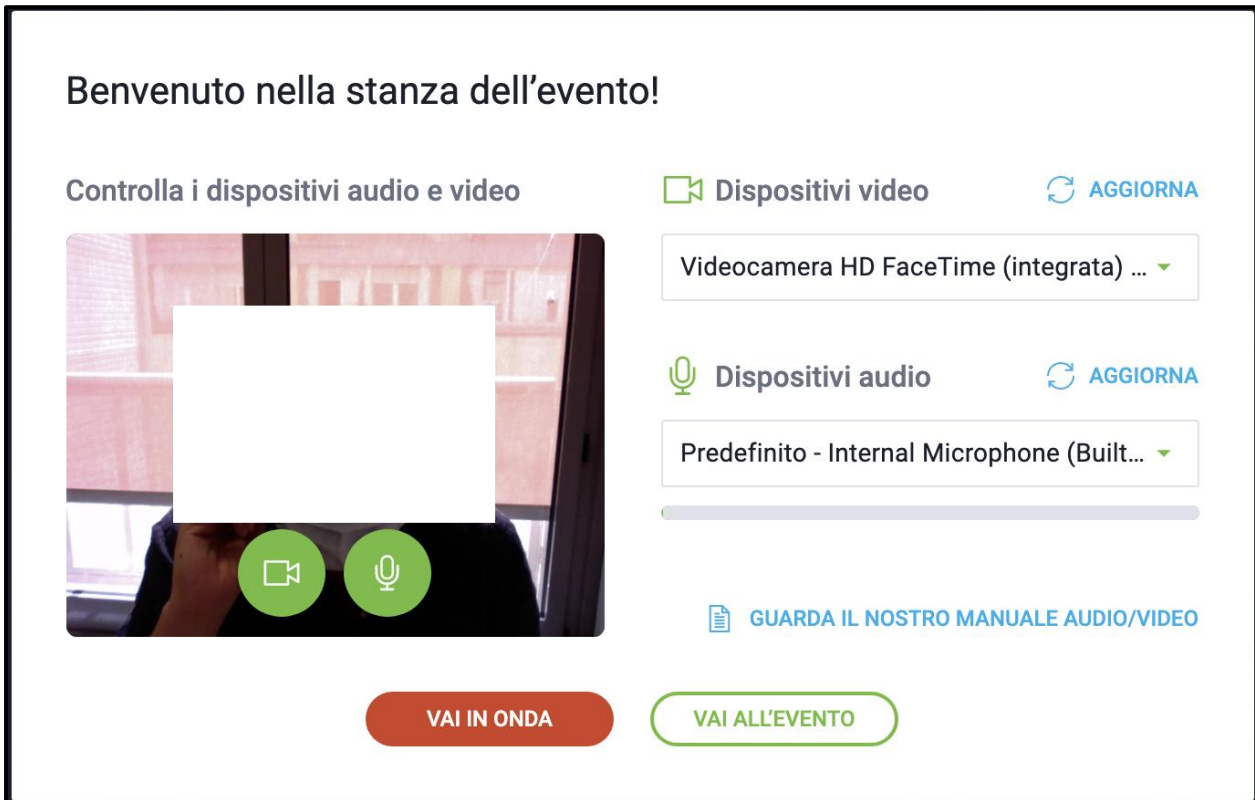 Benvenuto nella stanza dell'evento!
Controlla i dispositivi audio e video
Dispositivi video
AGGIORNA
Videocamera HD FaceTime (integrata) ...
Dispositivi audio
AGGIORNA
Predefinito - Internal Microphone (Built...
GUARDA IL NOSTRO MANUALE AUDIO/VIDEO
VAI IN ONDA
VAI ALL'EVENTO